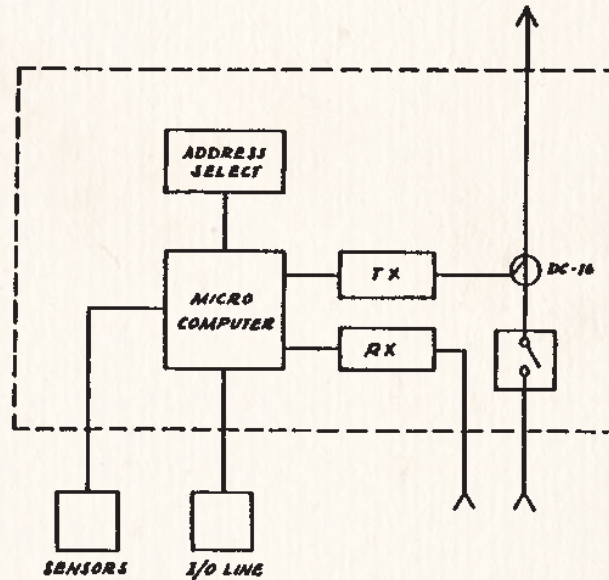 ADDRESS
SELECT
MICRO
COMPUTER
TX
RX
DC-16
SENSORS
I/O LINE